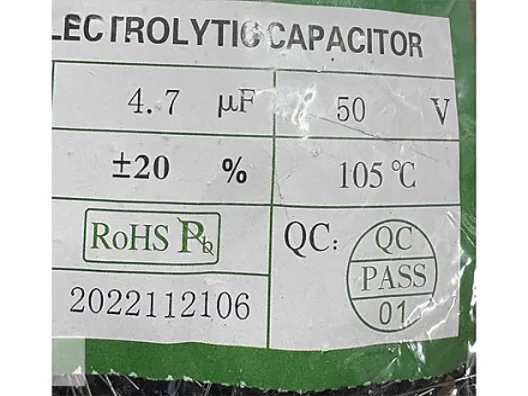 LECTROLYTIC CAPACITOR
4.7 μF 50 V
±20 % 105℃
RoHS Pb QC: QC
PASS
2022112106 01